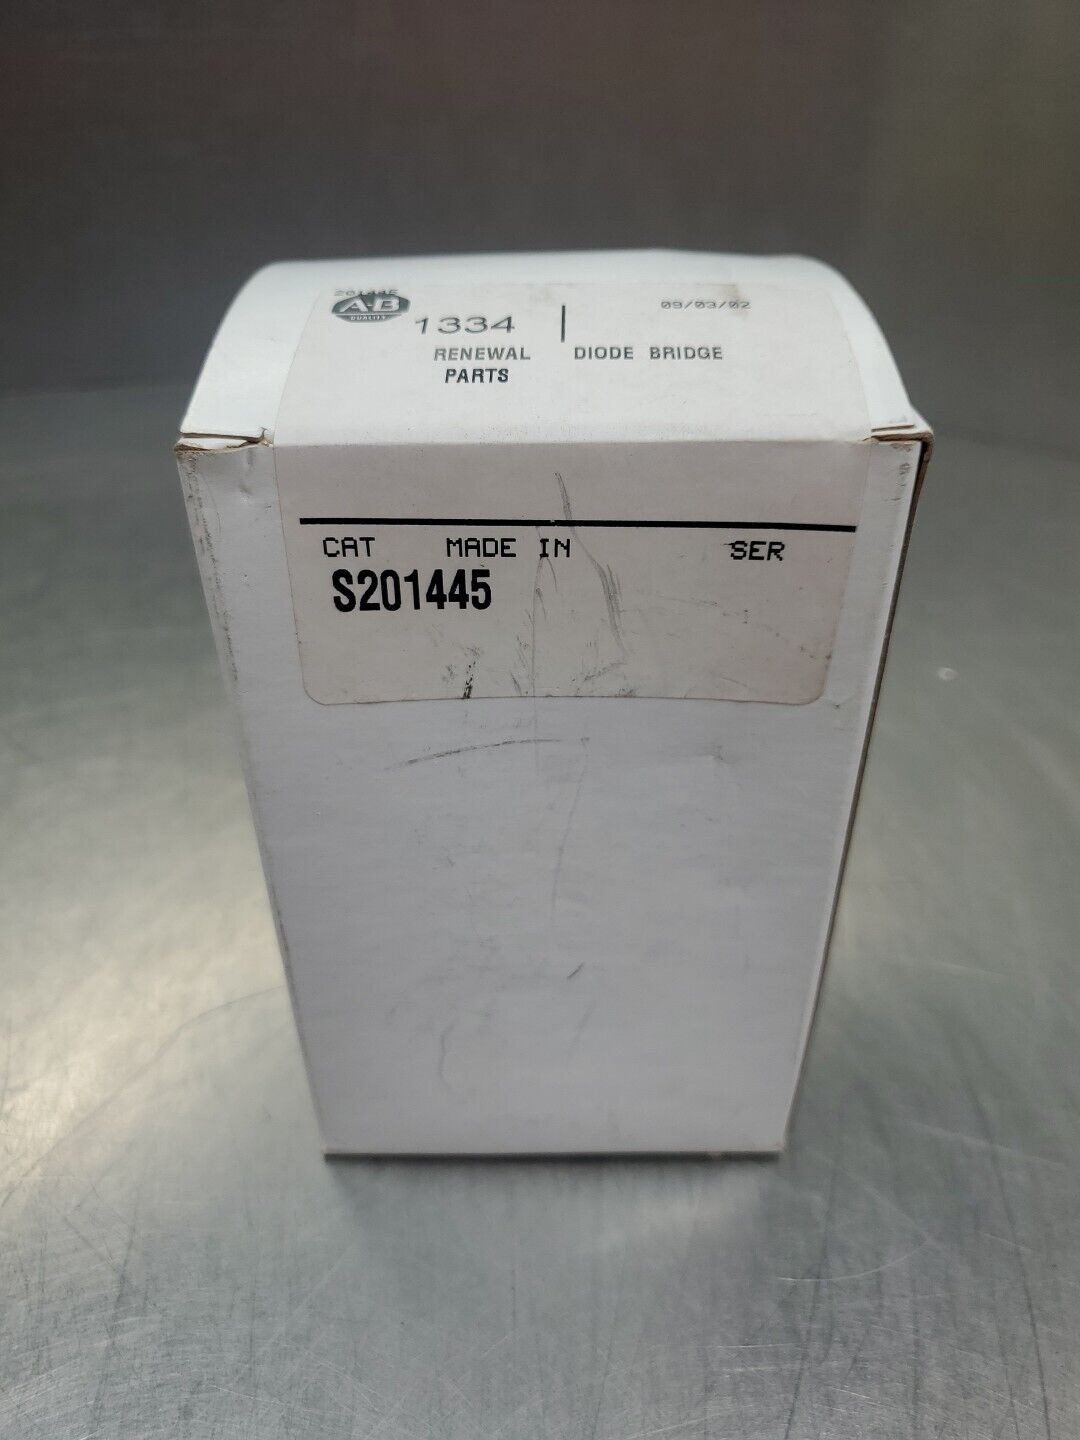 201445
A-B
QUALITY
1334
09/03/02
RENEWAL PARTS
DIODE BRIDGE
CAT MADE IN SER
S201445